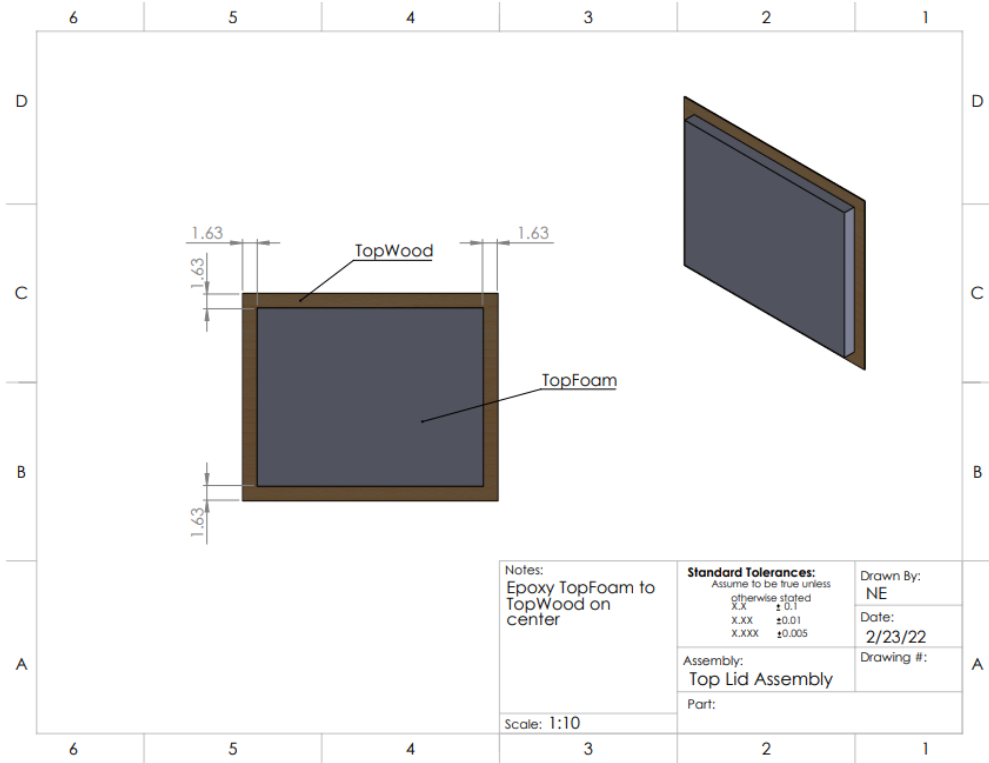 6 5 4 3 2 1
D D
1.63 1.63
TopWood
1.63
C C
TopFoam
B B
1.63
Notes:
Epoxy TopFoam to
TopWood on
center
Scale: 1:10
Standard Tolerances:
Assume to be true unless
otherwise stated
X.X ± 0.1
X.XX ±0.01
X.XXX ±0.005
Drawn By:
NE
Date:
2/23/22
Assembly:
Top Lid Assembly
Drawing #:
Part:
A A
6 5 4 3 2 1